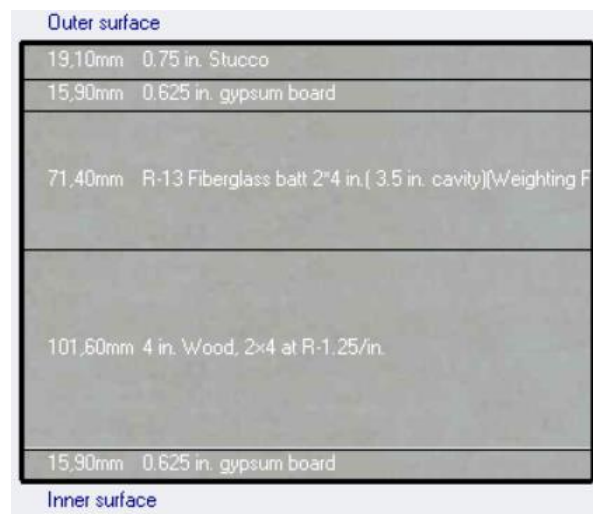 Outer surface
19,10mm 0.75 in. Stucco
15,90mm 0.625 in. gypsum board
71,40mm R-13 Fiberglass batt 2*4 in.( 3.5 in. cavity)(Weighting F
101,60mm 4 in. Wood, 2×4 at R-1.25/in.
15,90mm 0.625 in. gypsum board
Inner surface